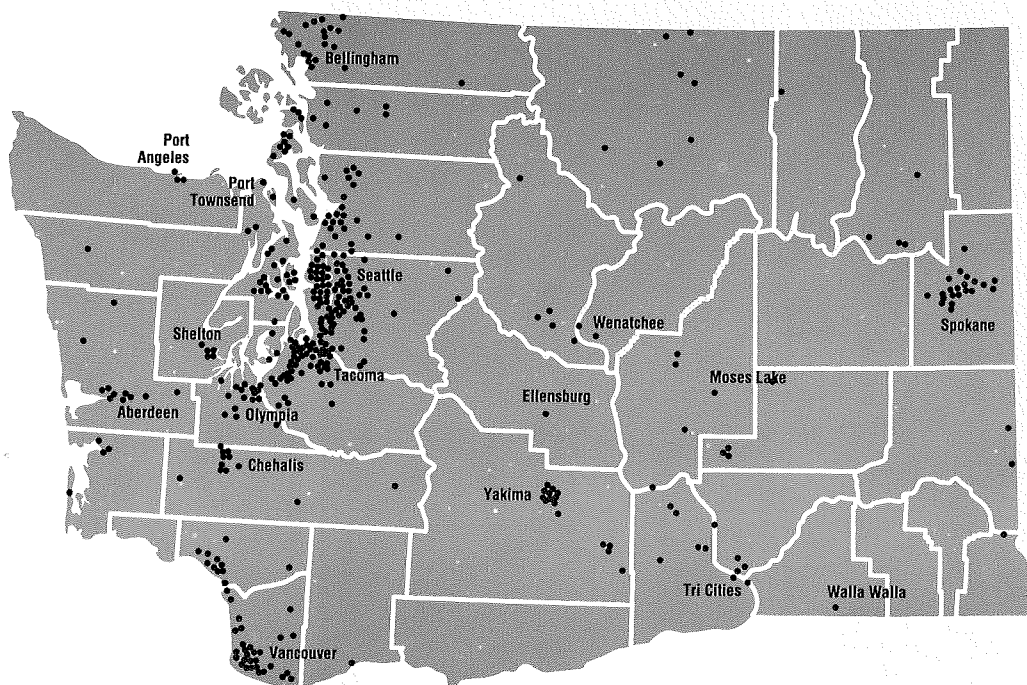 Bellingham
Port
Angeles
Port
Townsend
Seattle
Shelton
Wenatchee
Spokane
Tacoma
Moses Lake
Ellensburg
Aberdeen
Olympia
Chehalis
Yakima
Tri Cities
Walla Walla
Vancouver